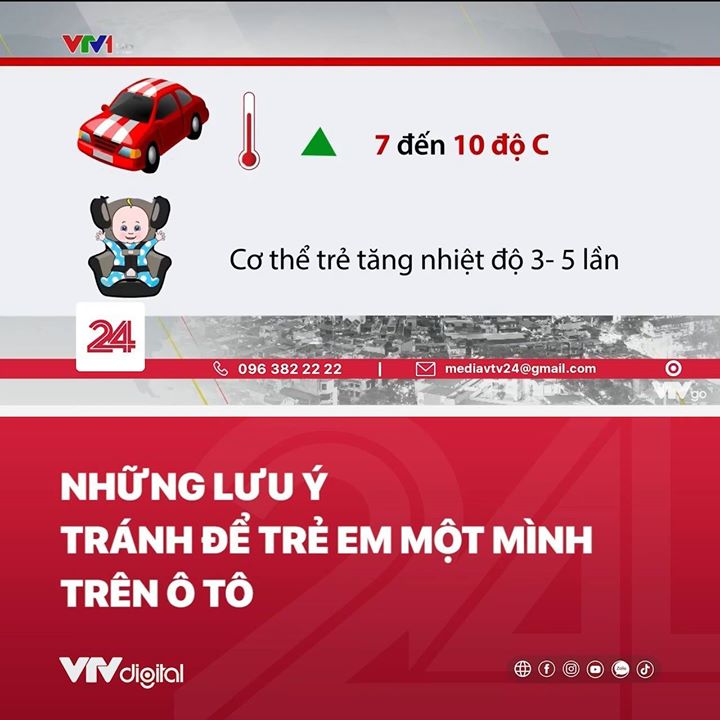 VTV1
7 đến 10 độ C
Cơ thể trẻ tăng nhiệt độ 3- 5 lần
24
096 382 22 22 | mediavtv24@gmail.com
VTV go
NHỮNG LƯU Ý
TRÁNH ĐỂ TRẺ EM MỘT MÌNH
TRÊN Ô TÔ
VTV digital
Zalo